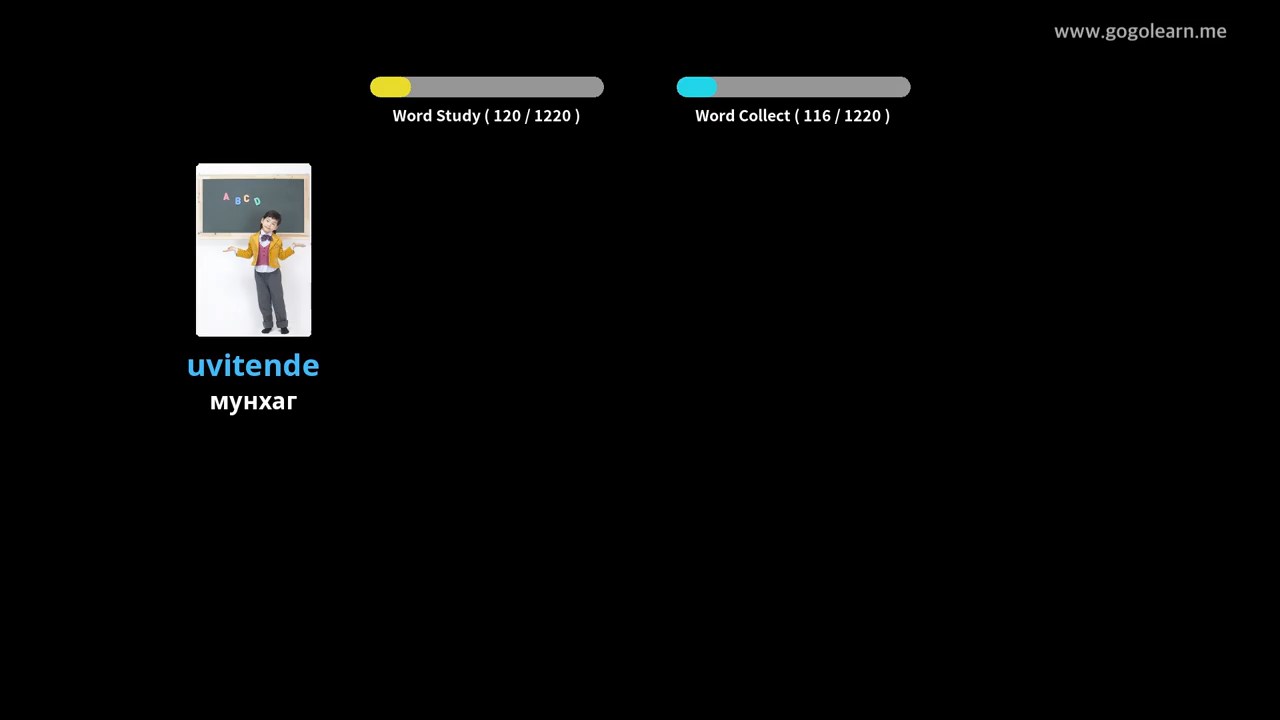 www.gogolearn.me
Word Study ( 120 / 1220 )
Word Collect ( 116 / 1220 )
A B C D
uvitende
мунхаг